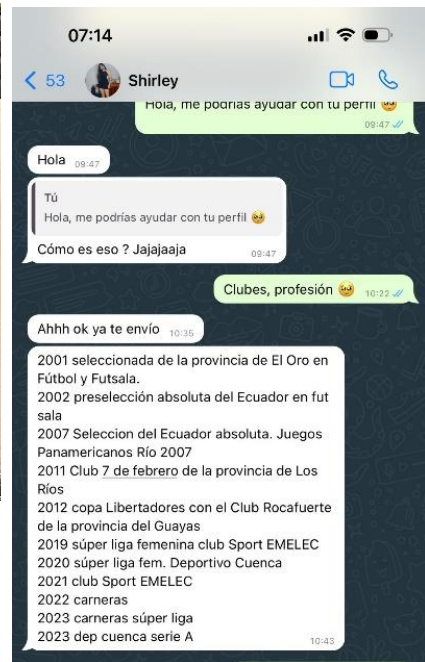 07:14
53
Shirley
Hola, me podrías ayudar con tu perfil 🥹
09:47
Hola 09:47
Tú
Hola, me podrías ayudar con tu perfil 🥹
Cómo es eso ? Jajajaaja
09:47
Clubes, profesión 🥹 10:22
Ahhh ok ya te envío 10:35
2001 seleccionada de la provincia de El Oro en
Fútbol y Futsala.
2002 preselección absoluta del Ecuador en fut
sala
2007 Seleccion del Ecuador absoluta. Juegos
Panamericanos Río 2007
2011 Club 7 de febrero de la provincia de Los
Ríos
2012 copa Libertadores con el Club Rocafuerte
de la provincia del Guayas
2019 súper liga femenina club Sport EMELEC
2020 súper liga fem. Deportivo Cuenca
2021 club Sport EMELEC
2022 carneras
2023 carneras súper liga
2023 dep cuenca serie A
10:43